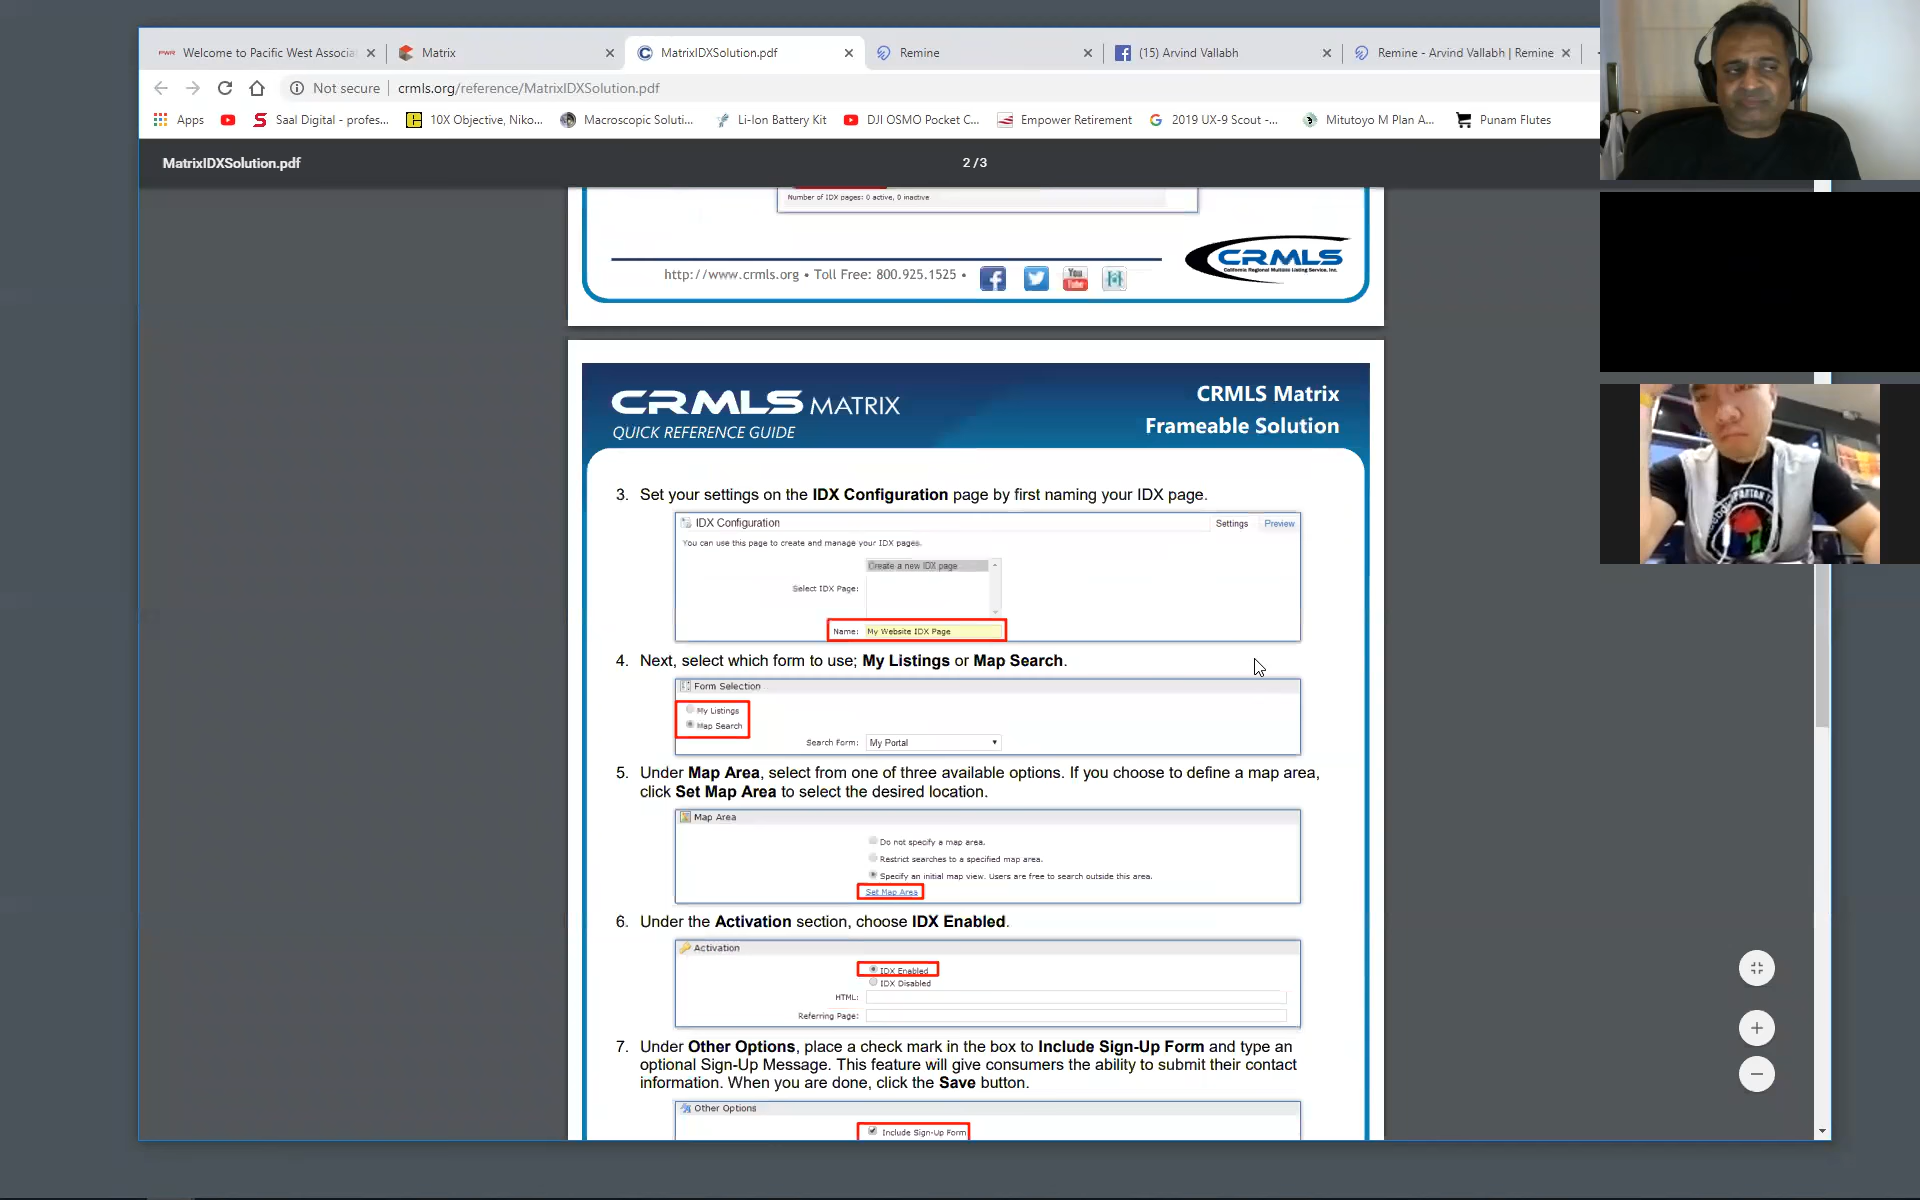 PWR Welcome to Pacific West Associa
Matrix
MatrixIDXSolution.pdf
Remine
(15) Arvind Vallabh
Remine - Arvind Vallabh | Remine
Not secure | crmls.org/reference/MatrixIDXSolution.pdf
Apps
Saal Digital - profes...
10X Objective, Niko...
Macroscopic Soluti...
Li-Ion Battery Kit
DJI OSMO Pocket C...
Empower Retirement
2019 UX-9 Scout -...
Mitutoyo M Plan A...
Punam Flutes
MatrixIDXSolution.pdf
2 / 3
Number of IDX pages: 0 active, 0 inactive
http://www.crmls.org • Toll Free: 800.925.1525 •
You
Tube
CRMLS
California Regional Multiple Listing Service, Inc.
CRMLS MATRIX
QUICK REFERENCE GUIDE
CRMLS Matrix
Frameable Solution
3. Set your settings on the IDX Configuration page by first naming your IDX page.
IDX Configuration
Settings
Preview
You can use this page to create and manage your IDX pages.
Create a new IDX page
Select IDX Page:
Name: My Website IDX Page
4. Next, select which form to use; My Listings or Map Search.
Form Selection
My Listings
Map Search
Search Form: My Portal
5. Under Map Area, select from one of three available options. If you choose to define a map area,
click Set Map Area to select the desired location.
Map Area
Do not specify a map area.
Restrict searches to a specified map area.
Specify an initial map view. Users are free to search outside this area.
Set Map Area
6. Under the Activation section, choose IDX Enabled.
Activation
IDX Enabled
IDX Disabled
HTML:
Referring Page:
7. Under Other Options, place a check mark in the box to Include Sign-Up Form and type an
optional Sign-Up Message. This feature will give consumers the ability to submit their contact
information. When you are done, click the Save button.
Other Options
Include Sign-Up Form